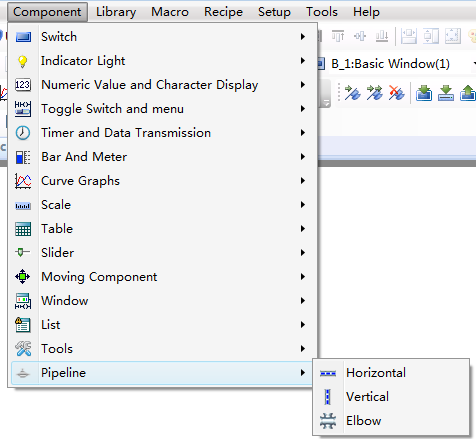 Component Library Macro Recipe Setup Tools Help
Switch
Indicator Light
B_1:Basic Window(1)
123 Numeric Value and Character Display
Toggle Switch and menu
Timer and Data Transmission
Bar And Meter
Curve Graphs
Scale
Table
Slider
Moving Component
Window
List
Tools
Pipeline
Horizontal
Vertical
Elbow